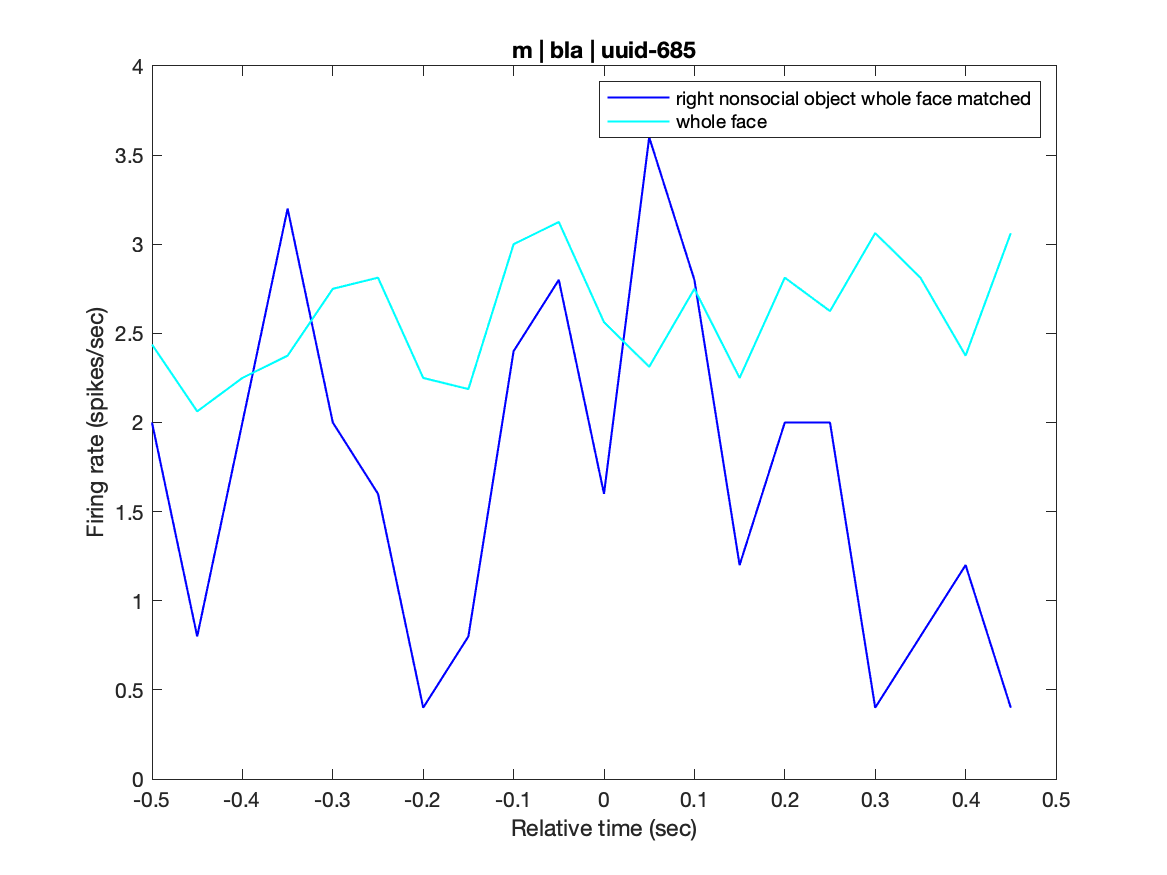 m | bla | uuid-685
right nonsocial object whole face matched
whole face
4
3.5
3
2.5
2
1.5
1
0.5
0
Firing rate (spikes/sec)
-0.5 -0.4 -0.3 -0.2 -0.1 0 0.1 0.2 0.3 0.4 0.5
Relative time (sec)